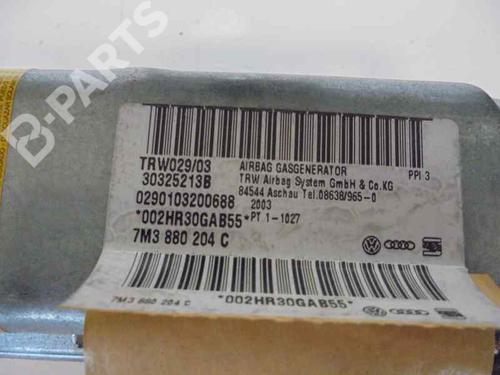 B-PARTS
TRW029/03
30325213B
0290103200688
*002HR30GAB55*
7M3 880 204 C
AIRBAG GASGENERATOR PPI 3
TRW Airbag System GmbH & Co.KG
84544 Aschau Tel.08638/965-0
2003
PT 1-1027
7M3 880 204 C
*002HR30GAB55*